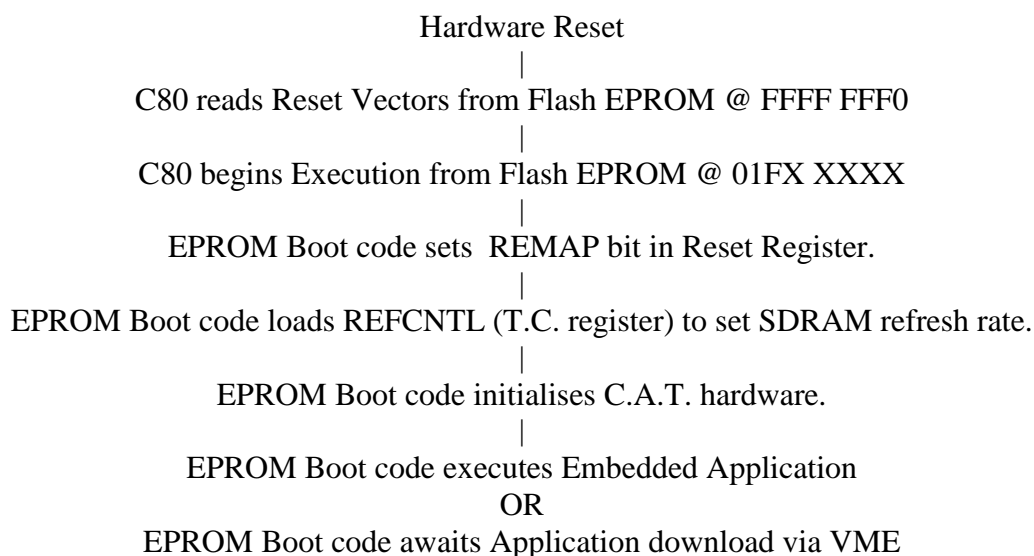 Hardware Reset
C80 reads Reset Vectors from Flash EPROM @ FFFF FFF0
C80 begins Execution from Flash EPROM @ 01FX XXXX
EPROM Boot code sets  REMAP bit in Reset Register.
EPROM Boot code loads REFCNTL (T.C. register) to set SDRAM refresh rate.
EPROM Boot code initialises C.A.T. hardware.
EPROM Boot code executes Embedded Application
OR
EPROM Boot code awaits Application download via VME